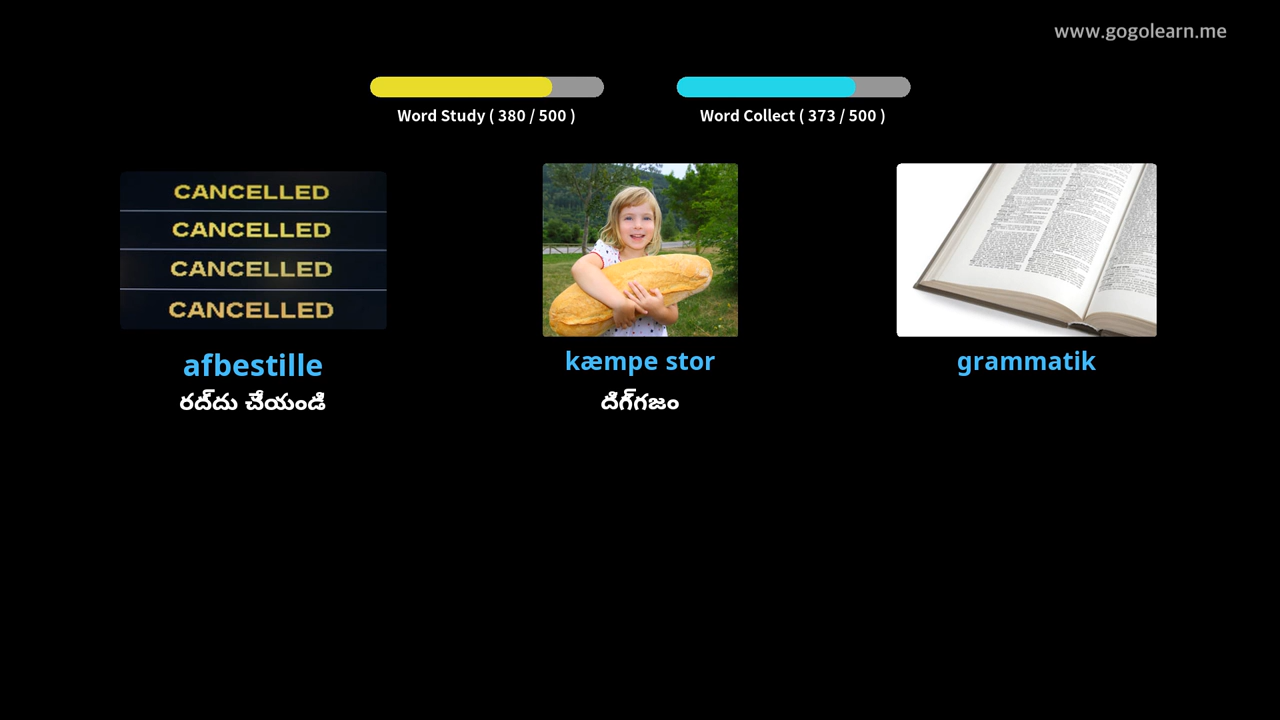 www.gogolearn.me
Word Study ( 380 / 500 )
Word Collect ( 373 / 500 )
CANCELLED
CANCELLED
CANCELLED
CANCELLED
afbestille
kæmpe stor
grammatik
రద్‌దు చేయండి
దిగ్‌గజం